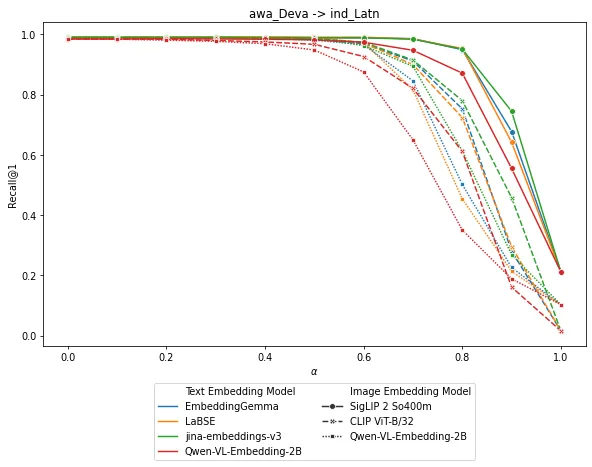 awa_Deva -> ind_Latn
Recall@1
1.0
0.8
0.6
0.4
0.2
0.0
0.0 0.2 0.4 0.6 0.8 1.0
α
Text Embedding Model
EmbeddingGemma
LaBSE
jina-embeddings-v3
Qwen-VL-Embedding-2B
Image Embedding Model
SigLIP 2 So400m
CLIP ViT-B/32
Qwen-VL-Embedding-2B